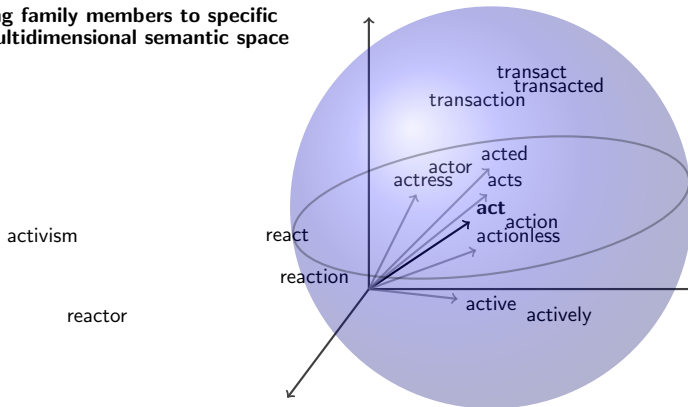 ng family members to specific
ultidimensional semantic space
transact
transacted
transaction
acted
actor
actress
acts
act
action
activism
react
actionless
reaction
active
reactor
actively